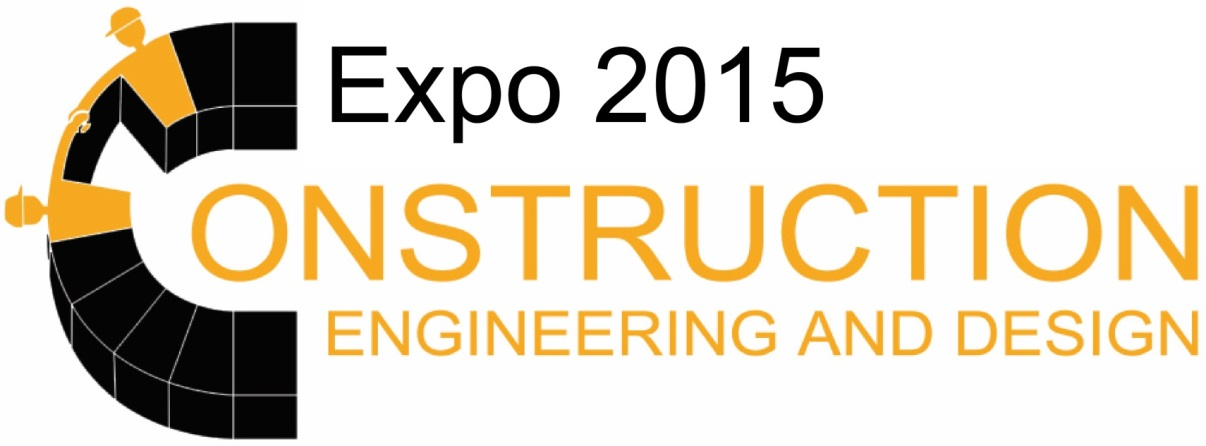 Expo 2015
CONSTRUCTION
ENGINEERING AND DESIGN